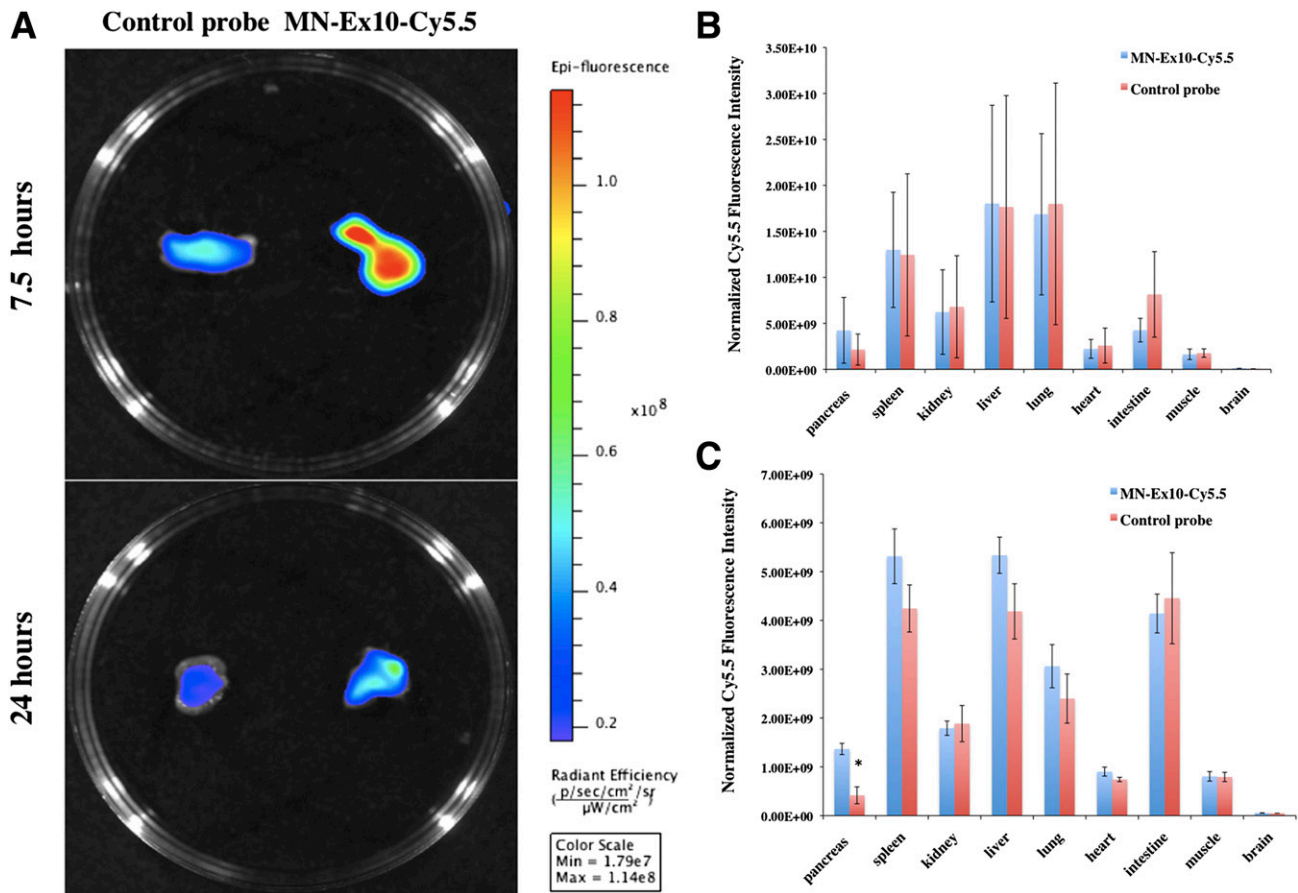 A
Control probe MN-Ex10-Cy5.5
7.5 hours
24 hours
Epi-fluorescence
1.0
0.8
x10^8
0.6
0.4
0.2
Radiant Efficiency
(p/sec/cm²/sr
µW/cm²)
Color Scale
Min = 1.79e7
Max = 1.14e8
B
Normalized Cy5.5 Fluorescence Intensity
3.50E+10
3.00E+10
2.50E+10
2.00E+10
1.50E+10
1.00E+10
5.00E+09
0.00E+00
MN-Ex10-Cy5.5
Control probe
pancreas
spleen
kidney
liver
lung
heart
intestine
muscle
brain
C
Normalized Cy5.5 Fluorescence Intensity
7.00E+09
6.00E+09
5.00E+09
4.00E+09
3.00E+09
2.00E+09
1.00E+09
0.00E+00
MN-Ex10-Cy5.5
Control probe
*
pancreas
spleen
kidney
liver
lung
heart
intestine
muscle
brain